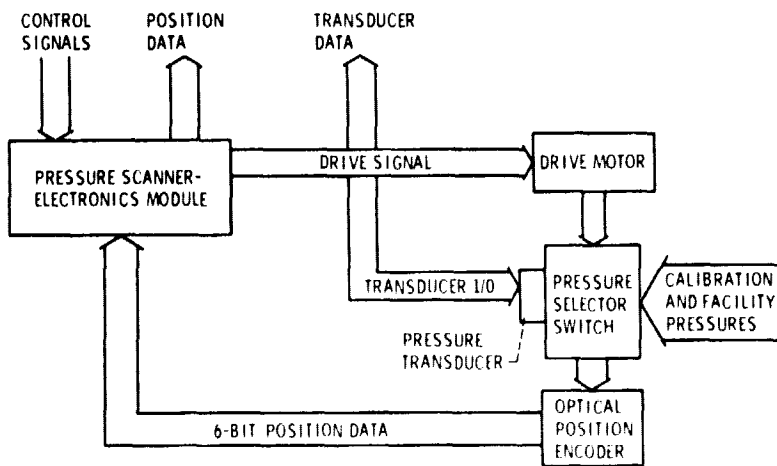 CONTROL
SIGNALS
POSITION
DATA
TRANSDUCER
DATA
PRESSURE SCANNER-
ELECTRONICS MODULE
DRIVE SIGNAL
DRIVE MOTOR
TRANSDUCER I/O
PRESSURE
SELECTOR
SWITCH
CALIBRATION
AND FACILITY
PRESSURES
PRESSURE
TRANSDUCER
6-BIT POSITION DATA
OPTICAL
POSITION
ENCODER